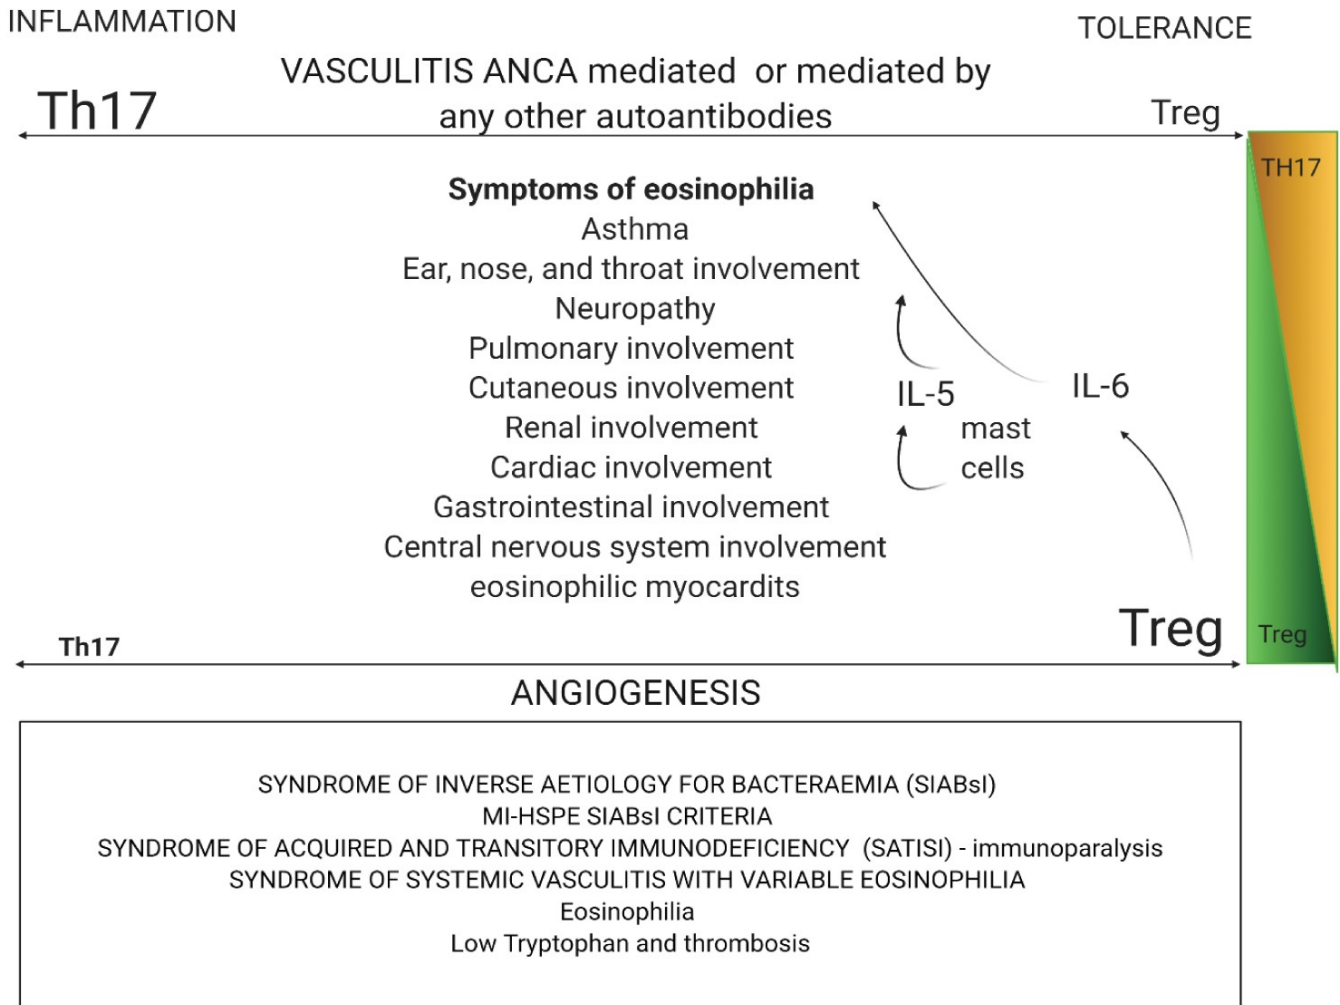 INFLAMMATION
TOLERANCE
VASCULITIS ANCA mediated or mediated by
any other autoantibodies
Th17
Treg
TH17
Symptoms of eosinophilia
Asthma
Ear, nose, and throat involvement
Neuropathy
Pulmonary involvement
Cutaneous involvement
Renal involvement
Cardiac involvement
Gastrointestinal involvement
Central nervous system involvement
eosinophilic myocardits
IL-5
IL-6
mast
cells
Th17
Treg
Treg
ANGIOGENESIS
SYNDROME OF INVERSE AETIOLOGY FOR BACTERAEMIA (SIABsI)
MI-HSPE SIABsI CRITERIA
SYNDROME OF ACQUIRED AND TRANSITORY IMMUNODEFICIENCY (SATISI) - immunoparalysis
SYNDROME OF SYSTEMIC VASCULITIS WITH VARIABLE EOSINOPHILIA
Eosinophilia
Low Tryptophan and thrombosis